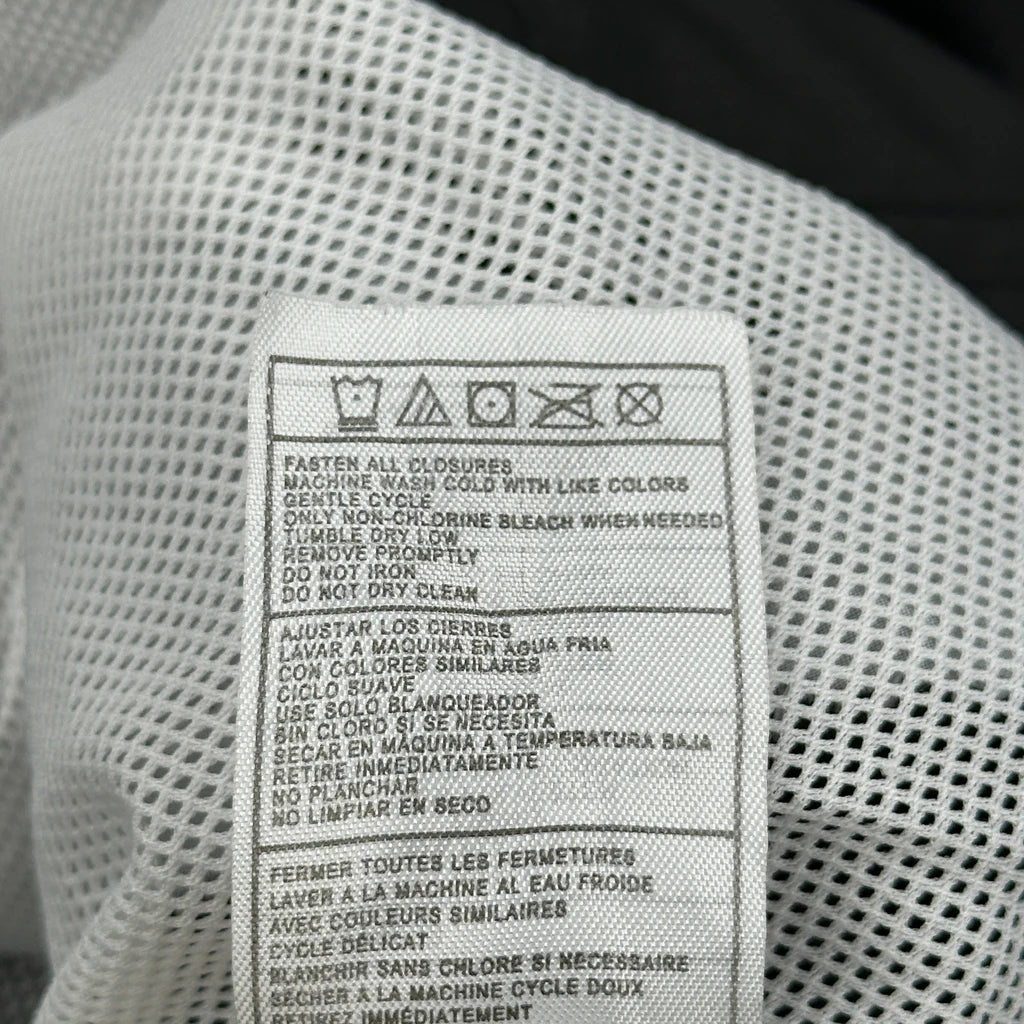 FASTEN ALL CLOSURES
MACHINE WASH COLD WITH LIKE COLORS
GENTLE CYCLE
ONLY NON-CHLORINE BLEACH WHEN NEEDED
TUMBLE DRY LOW
REMOVE PROMPTLY
DO NOT IRON
DO NOT DRY CLEAN
AJUSTAR LOS CIERRES
LAVAR A MAQUINA EN AGUA FRIA
CON COLORES SIMILARES
CICLO SUAVE
USE SOLO BLANQUEADOR
SIN CLORO SI SE NECESITA
SECAR EN MAQUINA A TEMPERATURA BAJA
RETIRE INMEDIATAMENTE
NO PLANCHAR
NO LIMPIAR EN SECO
FERMER TOUTES LES FERMETURES
LAVER A LA MACHINE AL EAU FROIDE
AVEC COULEURS SIMILAIRES
CYCLE DÉLICAT
BLANCHIR SANS CHLORE SI NECESSAIRE
SÉCHER A LA MACHINE CYCLE DOUX
RETIREZ IMMÉDIATEMENT